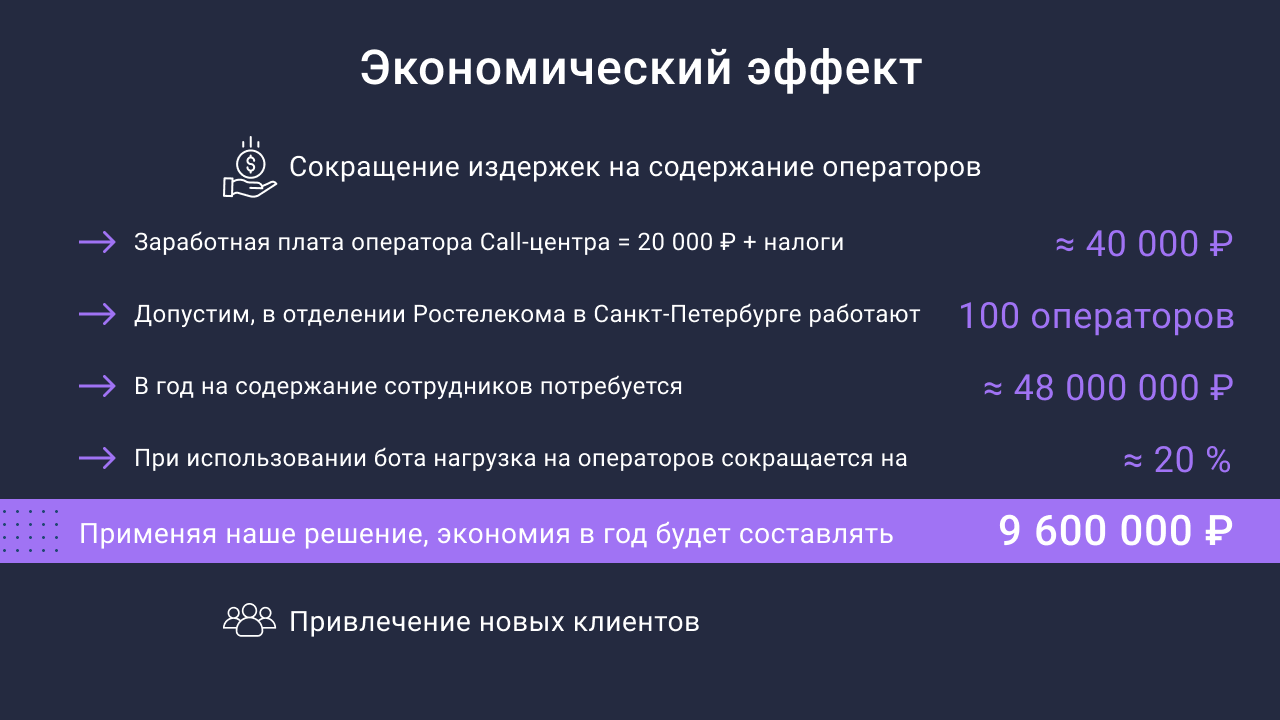 Экономический эффект
Сокращение издержек на содержание операторов
Заработная плата оператора Call-центра = 20 000 ₽ + налоги ≈ 40 000 ₽
Допустим, в отделении Ростелекома в Санкт-Петербурге работают 100 операторов
В год на содержание сотрудников потребуется ≈ 48 000 000 ₽
При использовании бота нагрузка на операторов сокращается на ≈ 20 %
Применяя наше решение, экономия в год будет составлять 9 600 000 ₽
Привлечение новых клиентов